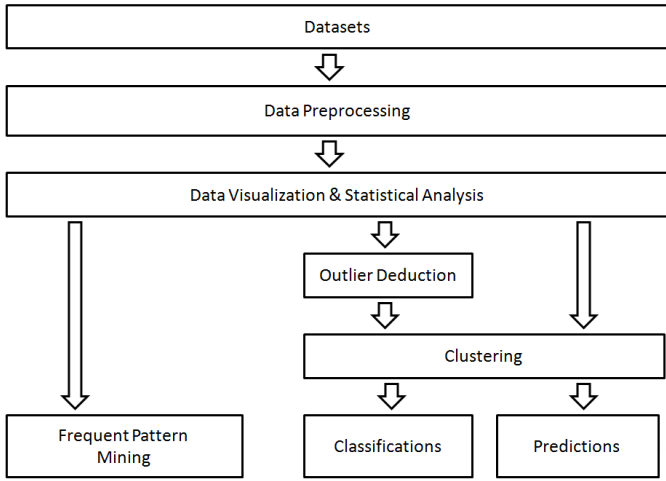 Datasets
Data Preprocessing
Data Visualization & Statistical Analysis
Outlier Deduction
Clustering
Frequent Pattern
Mining
Classifications
Predictions